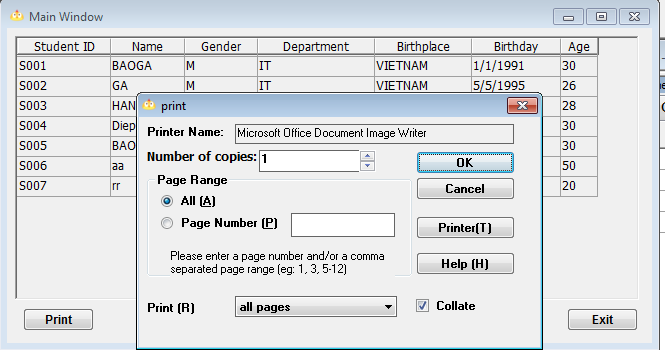 Main Window
Student ID Name Gender Department Birthplace Birthday Age
S001 BAOGA M IT VIETNAM 1/1/1991 30
S002 GA M IT VIETNAM 5/5/1995 26
S003 HAN 28
S004 Diep 30
S005 BAO 30
S006 aa 50
S007 rr 20
print
Printer Name: Microsoft Office Document Image Writer
Number of copies: 1
OK
Page Range
Cancel
All (A)
Page Number (P)
Printer(T)
Please enter a page number and/or a comma
separated page range (eg: 1, 3, 5-12)
Help (H)
Print (R) all pages Collate
Print Exit